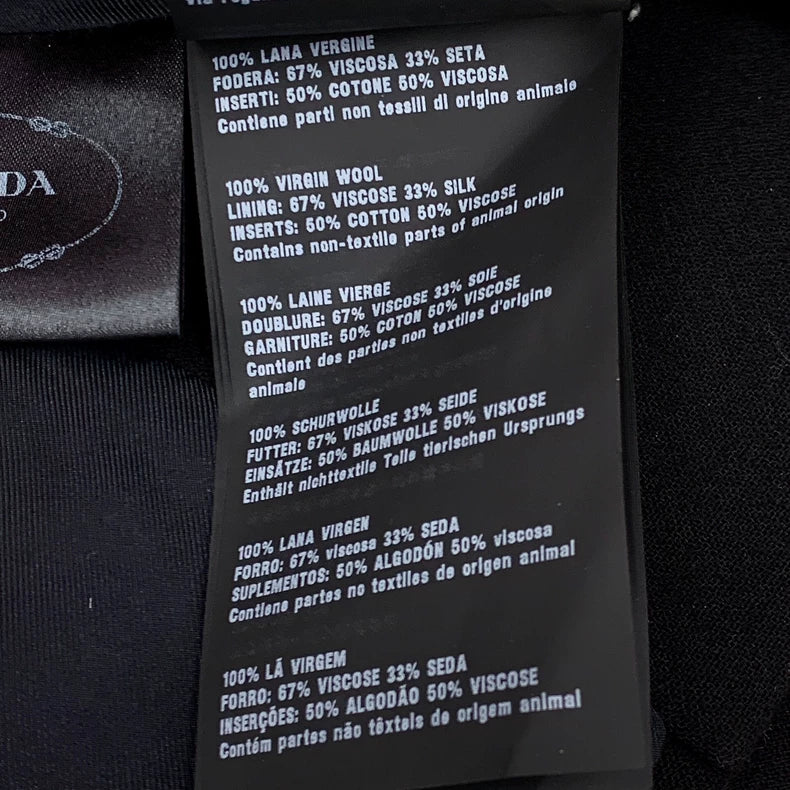 DA
100% LANA VERGINE
FODERA: 67% VISCOSA 33% SETA
INSERTI: 50% COTONE 50% VISCOSA
Contiene parti non tessili di origine animale
100% VIRGIN WOOL
LINING: 67% VISCOSE 33% SILK
INSERTS: 50% COTTON 50% VISCOSE
Contains non-textile parts of animal origin
100% LAINE VIERGE
DOUBLURE: 67% VISCOSE 33% SOIE
GARNITURE: 50% COTON 50% VISCOSE
Contient des parties non textiles d'origine
animale
100% SCHURWOLLE
FUTTER: 67% VISKOSE 33% SEIDE
EINSÄTZE: 50% BAUMWOLLE 50% VISKOSE
Enthält nichttextile Teile tierischen Ursprungs
100% LANA VIRGEN
FORRO: 67% viscosa 33% SEDA
SUPLEMENTOS: 50% ALGODÓN 50% viscosa
Contiene partes no textiles de origen animal
100% LÃ VIRGEM
FORRO: 67% VISCOSE 33% SEDA
INSERÇÕES: 50% ALGODÃO 50% VISCOSE
Contém partes não têxteis de origem animal